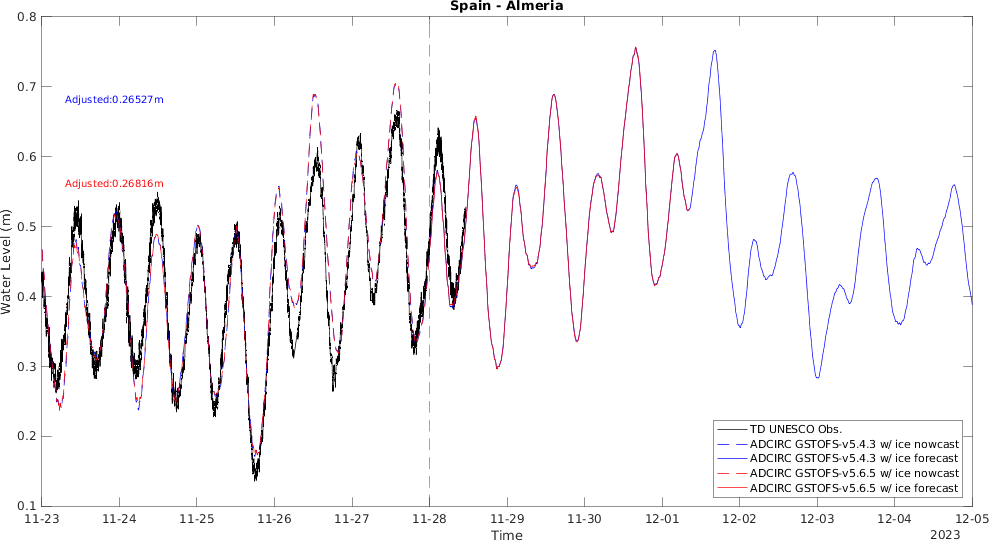 Spain - Almeria
0.8
0.7
0.6
0.5
0.4
0.3
0.2
0.1
Water Level (m)
Adjusted:0.26527m
Adjusted:0.26816m
TD UNESCO Obs.
ADCIRC GSTOFS-v5.4.3 w/ ice nowcast
ADCIRC GSTOFS-v5.4.3 w/ ice forecast
ADCIRC GSTOFS-v5.6.5 w/ ice nowcast
ADCIRC GSTOFS-v5.6.5 w/ ice forecast
11-23 11-24 11-25 11-26 11-27 11-28 11-29 11-30 12-01 12-02 12-03 12-04 12-05
Time
2023